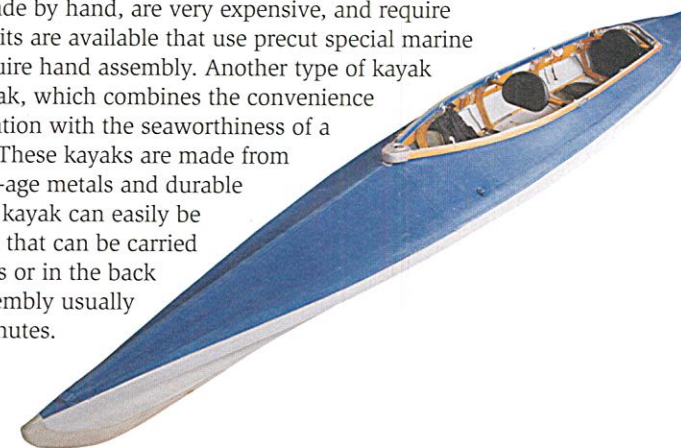 ade by hand, are very expensive, and require
its are available that use precut special marine
uire hand assembly. Another type of kayak
ak, which combines the convenience
tion with the seaworthiness of a
These kayaks are made from
-age metals and durable
kayak can easily be
that can be carried
s or in the back
embly usually
nutes.